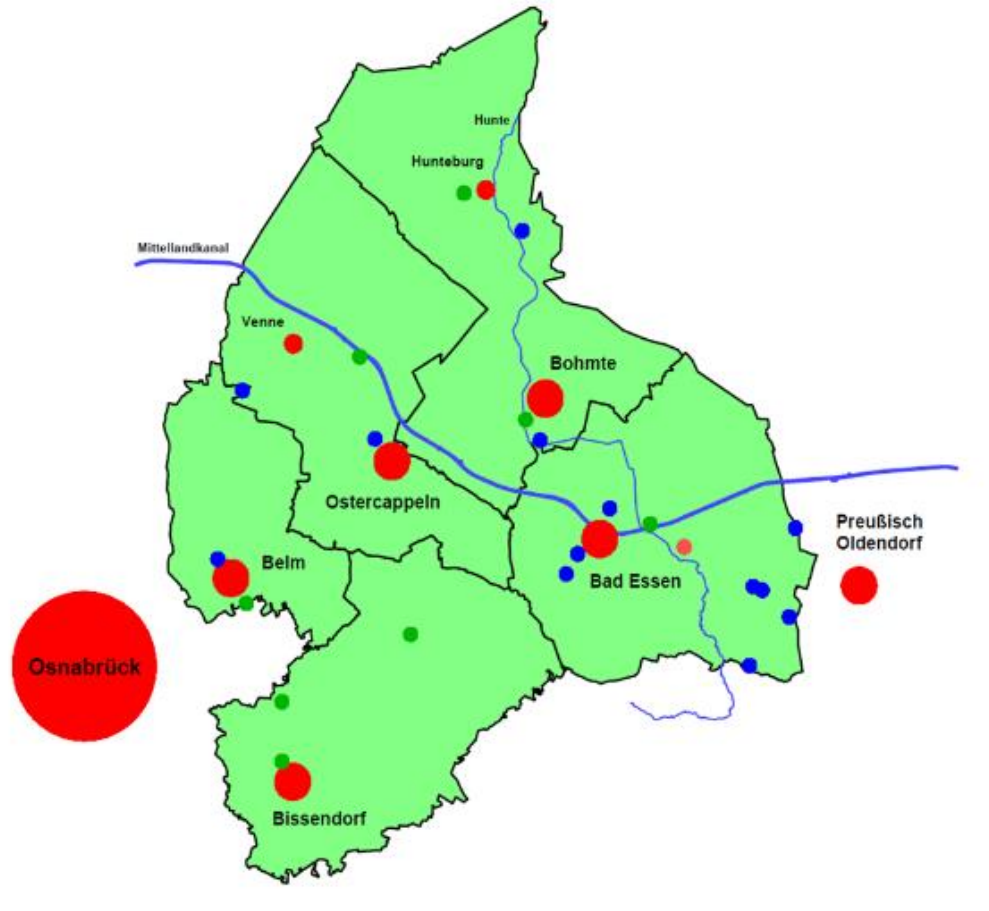 Hunte
Hunteburg
Mittellandkanal
Venne
Bohmte
Ostercappeln
Preußisch
Oldendorf
Belm
Bad Essen
Osnabrück
Bissendorf